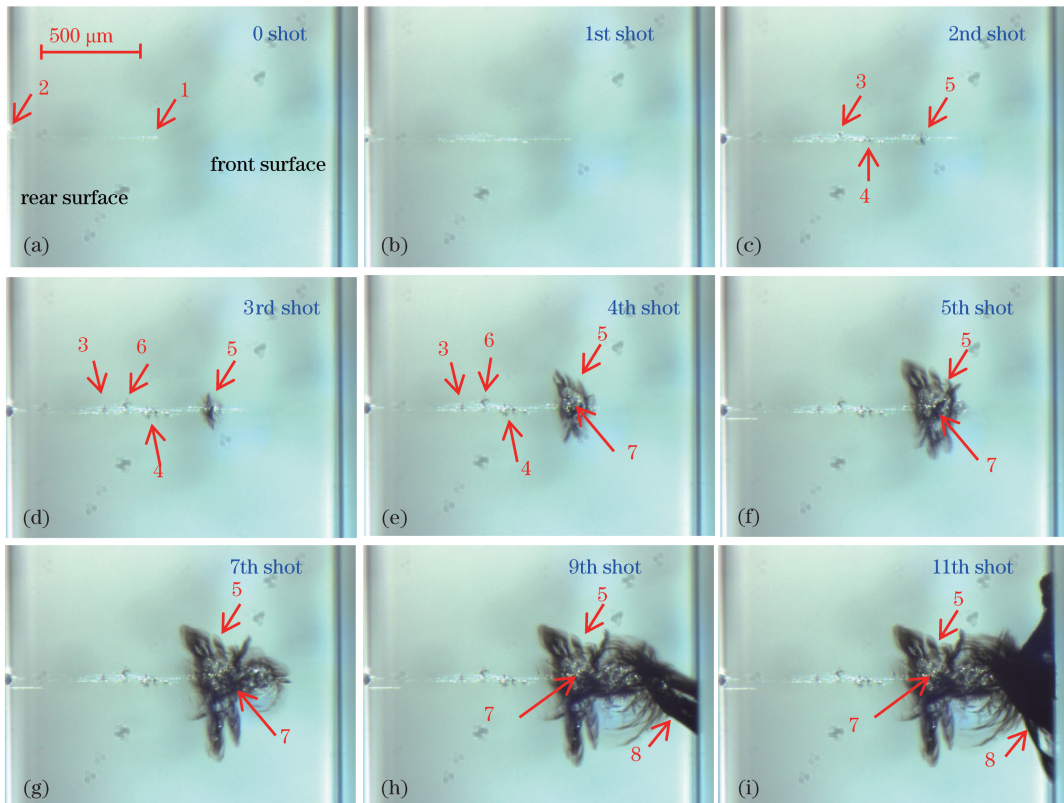 500 μm
0 shot
2
1
front surface
rear surface
(a)
1st shot
(b)
2nd shot
3
5
4
(c)
3rd shot
3
6
5
4
(d)
4th shot
3
6
5
7
4
(e)
5th shot
5
7
(f)
7th shot
5
7
(g)
9th shot
5
7
8
(h)
11th shot
5
7
8
(i)